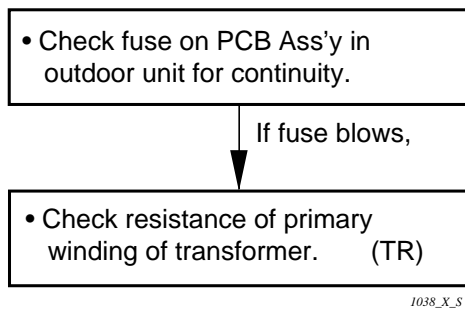 • Check fuse on PCB Ass'y in
outdoor unit for continuity.
If fuse blows,
• Check resistance of primary
winding of transformer. (TR)
1038_X_S